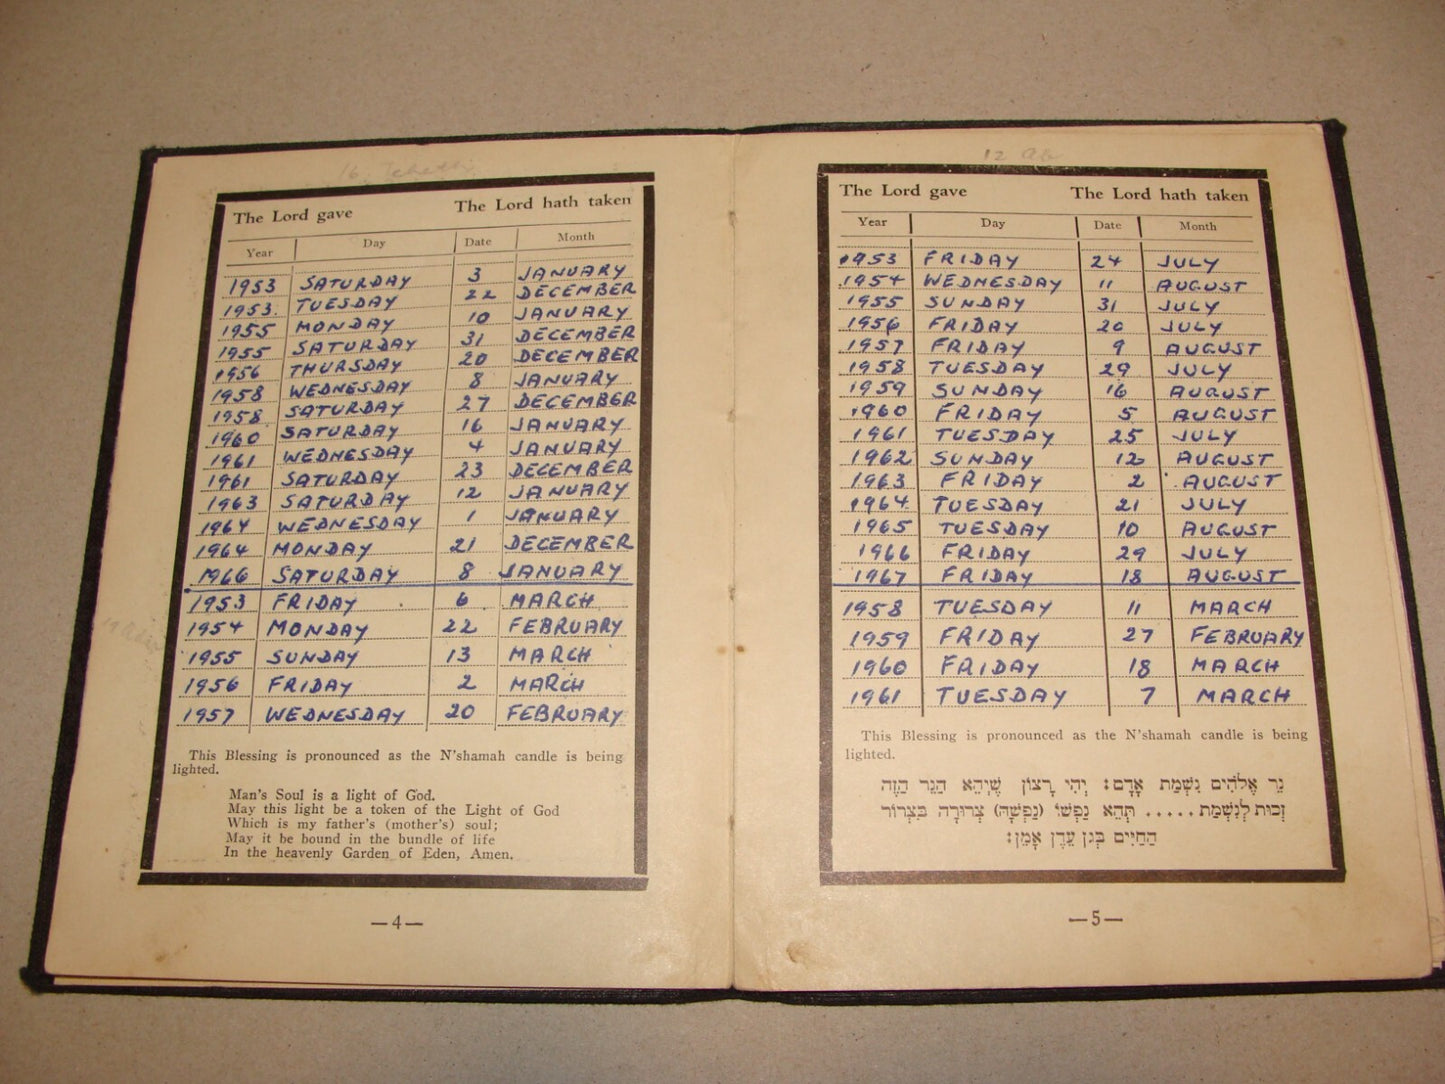 16. Tebeth
The Lord gave The Lord hath taken
Year Day Date Month
1953 SATURDAY 3 JANUARY
1953. TUESDAY 22 DECEMBER
1955 MONDAY 10 JANUARY
1955 SATURDAY 31 DECEMBER
1956 THURSDAY 20 DECEMBER
1958 WEDNESDAY 8 JANUARY
1958. SATURDAY 27 DECEMBER
1960 SATURDAY 16 JANUARY
1961 WEDNESDAY 4 JANUARY
1961 SATURDAY 23 DECEMBER
1963 SATURDAY 12 JANUARY
1964 WEDNESDAY 1 JANUARY
1964 MONDAY 21 DECEMBER
1966 SATURDAY 8 JANUARY
1953 FRIDAY 6 MARCH
1954 MONDAY 22 FEBRUARY
1955 SUNDAY 13 MARCH
1956 FRIDAY 2 MARCH
1957 WEDNESDAY 20 FEBRUARY
This Blessing is pronounced as the N'shamah candle is being
lighted.
Man's Soul is a light of God.
May this light be a token of the Light of God
Which is my father's (mother's) soul;
May it be bound in the bundle of life
In the heavenly Garden of Eden, Amen.
—4—
12 Ab
The Lord gave The Lord hath taken
Year Day Date Month
1953 FRIDAY 24 JULY
1954 WEDNESDAY 11 AUGUST
1955 SUNDAY 31 JULY
1956 FRIDAY 20 JULY
1957 FRIDAY 9 AUGUST
1958 TUESDAY 29 JULY
1959 SUNDAY 16 AUGUST
1960 FRIDAY 5 AUGUST
1961 TUESDAY 25 JULY
1962 SUNDAY 12 AUGUST
1963 FRIDAY 2 AUGUST
1964 TUESDAY 21 JULY
1965 TUESDAY 10 AUGUST
1966 FRIDAY 29 JULY
1967 FRIDAY 18 AUGUST
1958 TUESDAY 11 MARCH
1959 FRIDAY 27 FEBRUARY
1960 FRIDAY 18 MARCH
1961 TUESDAY 7 MARCH
This Blessing is pronounced as the N'shamah candle is being
lighted.
נֵר אֱלֹהִים נִשְׁמַת אָדָם: יְהִי רָצוֹן שֶׁיְּהֵא הַנֵּר הַזֶּה
זְכוּת לְנִשְׁמַת..... תְּהֵא נַפְשׁוֹ (נַפְשָׁהּ) צְרוּרָה בִּצְרוֹר
הַחַיִּים בְּגַן עֵדֶן אָמֵן:
—5—